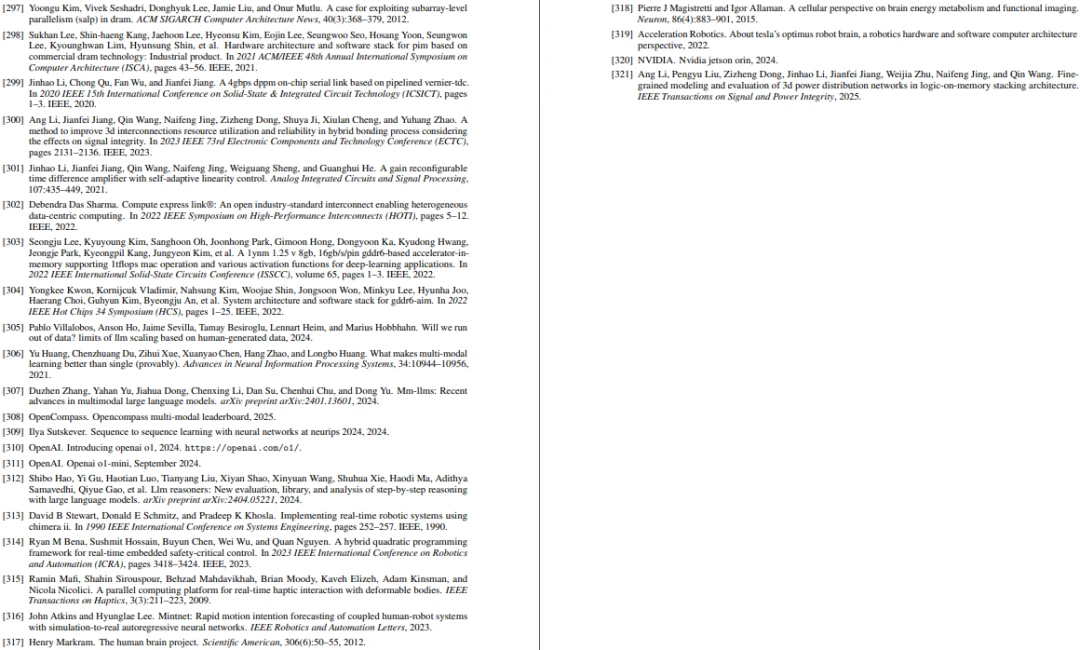 [297] Yoongu Kim, Vivek Seshadri, Donghyuk Lee, Jamie Liu, and Onur Mutlu. A case for exploiting subarray-level
parallelism (salp) in dram. ACM SIGARCH Computer Architecture News, 40(3):368–379, 2012.
[298] Sukhan Lee, Shin-haeng Kang, Jaehoon Lee, Hyeonsu Kim, Eojin Lee, Seungwoo Seo, Hosang Yoon, Seungwon
Lee, Kyounghwan Lim, Hyunsung Shin, et al. Hardware architecture and software stack for pim based on
commercial dram technology: Industrial product. In 2021 ACM/IEEE 48th Annual International Symposium on
Computer Architecture (ISCA), pages 43–56. IEEE, 2021.
[299] Jinhao Li, Chong Qu, Fan Wu, and Jianfei Jiang. A 4gbps dppm on-chip serial link based on pipelined vernier-tdc.
In 2020 IEEE 15th International Conference on Solid-State & Integrated Circuit Technology (ICSICT), pages
1–3. IEEE, 2020.
[300] Ang Li, Jianfei Jiang, Qin Wang, Naifeng Jing, Zizheng Dong, Shuya Ji, Xiulan Cheng, and Yuhang Zhao. A
method to improve 3d interconnections resource utilization and reliability in hybrid bonding process considering
the effects on signal integrity. In 2023 IEEE 73rd Electronic Components and Technology Conference (ECTC),
pages 2131–2136. IEEE, 2023.
[301] Jinhao Li, Jianfei Jiang, Qin Wang, Naifeng Jing, Weiguang Sheng, and Guanghui He. A gain reconfigurable
time difference amplifier with self-adaptive linearity control. Analog Integrated Circuits and Signal Processing,
107:435–449, 2021.
[302] Debendra Das Sharma. Compute express link®: An open industry-standard interconnect enabling heterogeneous
data-centric computing. In 2022 IEEE Symposium on High-Performance Interconnects (HOTI), pages 5–12.
IEEE, 2022.
[303] Seongju Lee, Kyuyoung Kim, Sanghoon Oh, Joonhong Park, Gimoon Hong, Dongyoon Ka, Kyudong Hwang,
Jeongje Park, Kyeongpil Kang, Jungyeon Kim, et al. A 1ynm 1.25 v 8gb, 16gb/s/pin gddr6-based accelerator-in-
memory supporting 1tflops mac operation and various activation functions for deep-learning applications. In
2022 IEEE International Solid-State Circuits Conference (ISSCC), volume 65, pages 1–3. IEEE, 2022.
[304] Yongkee Kwon, Kornijcuk Vladimir, Nahsung Kim, Woojae Shin, Jongsoon Won, Minkyu Lee, Hyunha Joo,
Haerang Choi, Guhyun Kim, Byeongju An, et al. System architecture and software stack for gddr6-aim. In 2022
IEEE Hot Chips 34 Symposium (HCS), pages 1–25. IEEE, 2022.
[305] Pablo Villalobos, Anson Ho, Jaime Sevilla, Tamay Besiroglu, Lennart Heim, and Marius Hobbhahn. Will we run
out of data? limits of llm scaling based on human-generated data, 2024.
[306] Yu Huang, Chenzhuang Du, Zihui Xue, Xuanyao Chen, Hang Zhao, and Longbo Huang. What makes multi-modal
learning better than single (provably). Advances in Neural Information Processing Systems, 34:10944–10956,
2021.
[307] Duzhen Zhang, Yahan Yu, Jiahua Dong, Chenxing Li, Dan Su, Chenhui Chu, and Dong Yu. Mm-llms: Recent
advances in multimodal large language models. arXiv preprint arXiv:2401.13601, 2024.
[308] OpenCompass. Opencompass multi-modal leaderboard, 2025.
[309] Ilya Sutskever. Sequence to sequence learning with neural networks at neurips 2024, 2024.
[310] OpenAI. Introducing openai o1, 2024. https://openai.com/o1/.
[311] OpenAI. Openai o1-mini, September 2024.
[312] Shibo Hao, Yi Gu, Haotian Luo, Tianyang Liu, Xiyan Shao, Xinyuan Wang, Shuhua Xie, Haodi Ma, Adithya
Samavedhi, Qiyue Gao, et al. Llm reasoners: New evaluation, library, and analysis of step-by-step reasoning
with large language models. arXiv preprint arXiv:2404.05221, 2024.
[313] David B Stewart, Donald E Schmitz, and Pradeep K Khosla. Implementing real-time robotic systems using
chimera ii. In 1990 IEEE International Conference on Systems Engineering, pages 252–257. IEEE, 1990.
[314] Ryan M Bena, Sushmit Hossain, Buyun Chen, Wei Wu, and Quan Nguyen. A hybrid quadratic programming
framework for real-time embedded safety-critical control. In 2023 IEEE International Conference on Robotics
and Automation (ICRA), pages 3418–3424. IEEE, 2023.
[315] Ramin Mafi, Shahin Sirouspour, Behzad Mahdavikhah, Brian Moody, Kaveh Elizeh, Adam Kinsman, and
Nicola Nicolici. A parallel computing platform for real-time haptic interaction with deformable bodies. IEEE
Transactions on Haptics, 3(3):211–223, 2009.
[316] John Atkins and Hyunglae Lee. Mintnet: Rapid motion intention forecasting of coupled human-robot systems
with simulation-to-real autoregressive neural networks. IEEE Robotics and Automation Letters, 2023.
[317] Henry Markram. The human brain project. Scientific American, 306(6):50–55, 2012.
[318] Pierre J Magistretti and Igor Allaman. A cellular perspective on brain energy metabolism and functional imaging.
Neuron, 86(4):883–901, 2015.
[319] Acceleration Robotics. About tesla's optimus robot brain, a robotics hardware and software computer architecture
perspective, 2022.
[320] NVIDIA. Nvidia jetson orin, 2024.
[321] Ang Li, Pengyu Liu, Zizheng Dong, Jinhao Li, Jianfei Jiang, Weijia Zhu, Naifeng Jing, and Qin Wang. Fine-
grained modeling and evaluation of 3d power distribution networks in logic-on-memory stacking architecture.
IEEE Transactions on Signal and Power Integrity, 2025.